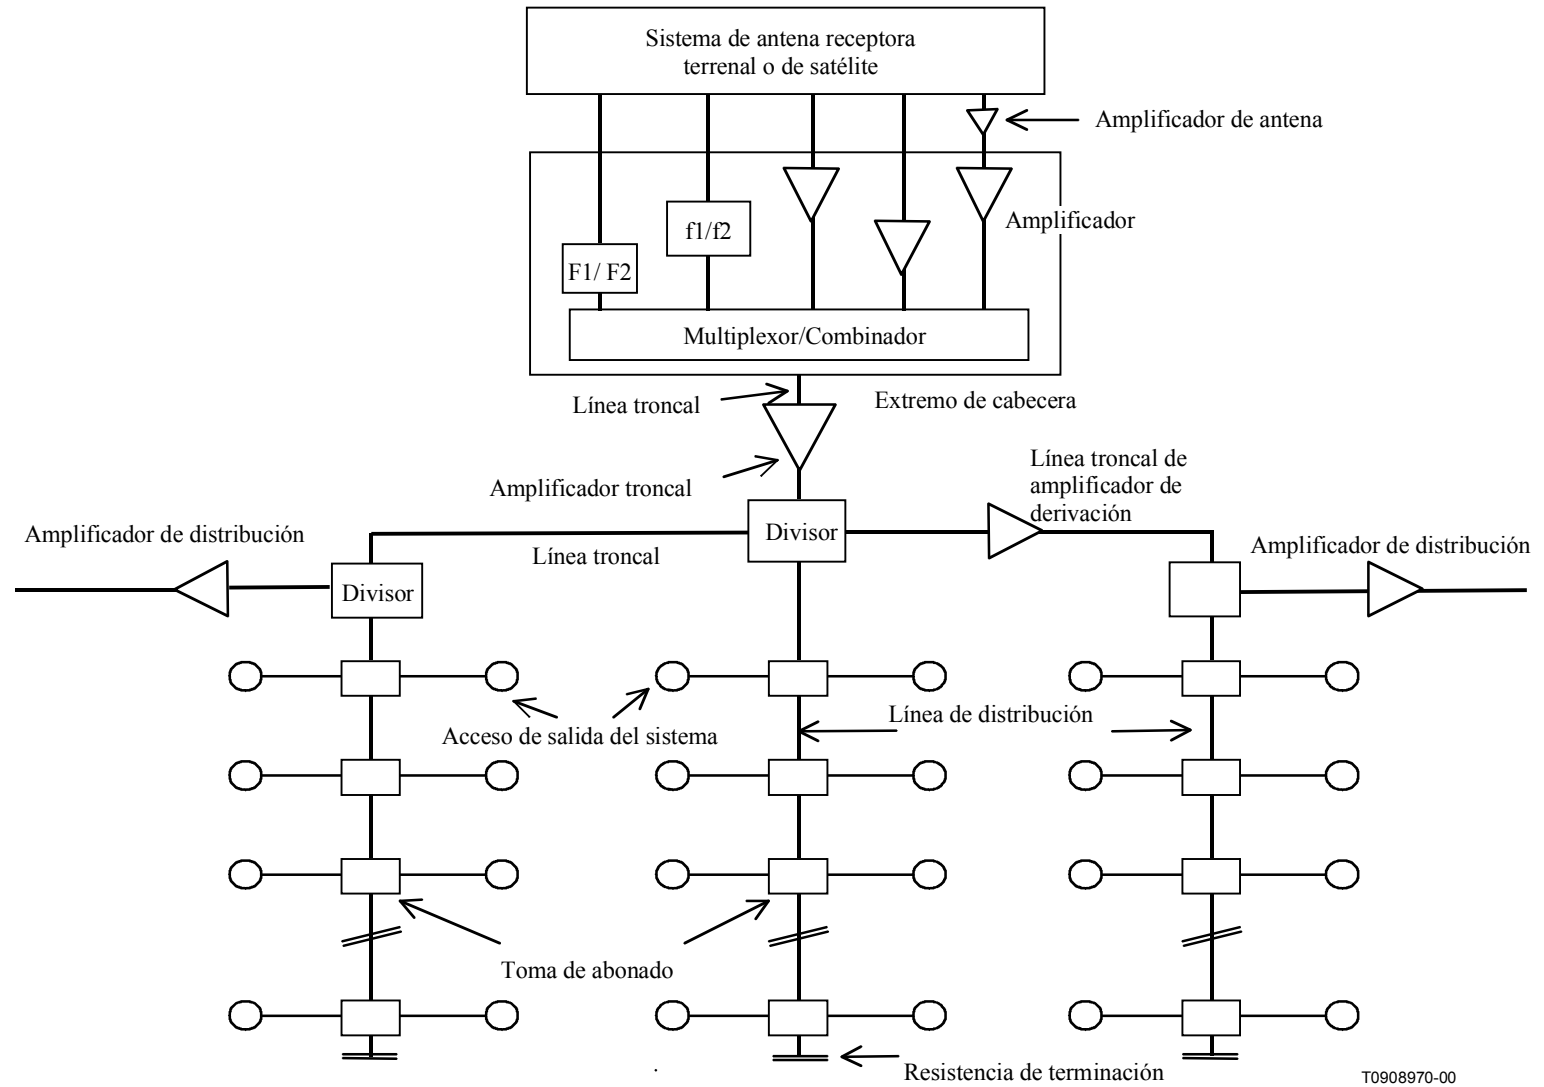 Sistema de antena receptora
terrenal o de satélite
Amplificador de antena
Amplificador
f1/f2
F1/ F2
Multiplexor/Combinador
Línea troncal
Extremo de cabecera
Amplificador troncal
Línea troncal de
amplificador de
derivación
Amplificador de distribución
Divisor
Línea troncal
Amplificador de distribución
Divisor
Línea de distribución
Acceso de salida del sistema
Toma de abonado
Resistencia de terminación
T0908970-00